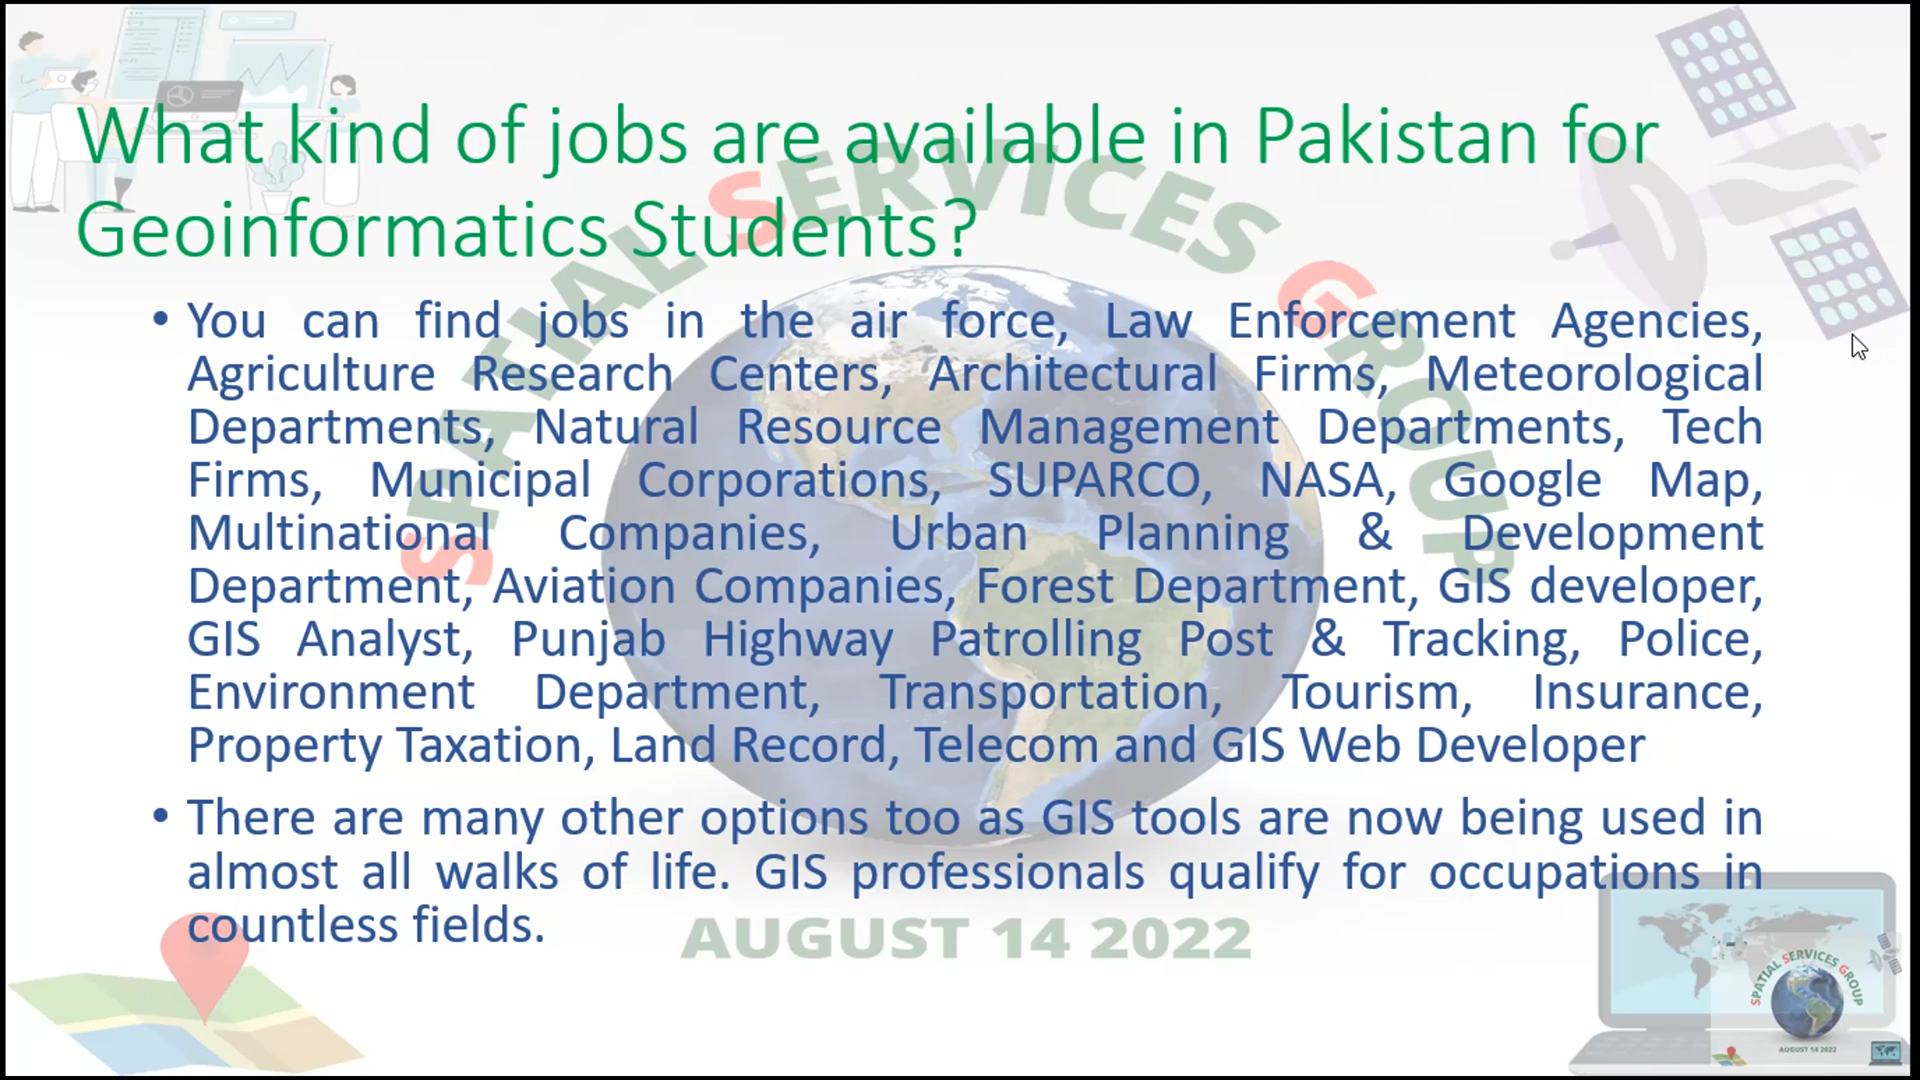 What kind of jobs are available in Pakistan for
Geoinformatics Students?
• You can find jobs in the air force, Law Enforcement Agencies,
Agriculture Research Centers, Architectural Firms, Meteorological
Departments, Natural Resource Management Departments, Tech
Firms, Municipal Corporations, SUPARCO, NASA, Google Map,
Multinational Companies, Urban Planning & Development
Department, Aviation Companies, Forest Department, GIS developer,
GIS Analyst, Punjab Highway Patrolling Post & Tracking, Police,
Environment Department, Transportation, Tourism, Insurance,
Property Taxation, Land Record, Telecom and GIS Web Developer
• There are many other options too as GIS tools are now being used in
almost all walks of life. GIS professionals qualify for occupations in
countless fields.
SPATIAL SERVICES GROUP
AUGUST 14 2022
SPATIAL SERVICES GROUP
AUGUST 14 2022